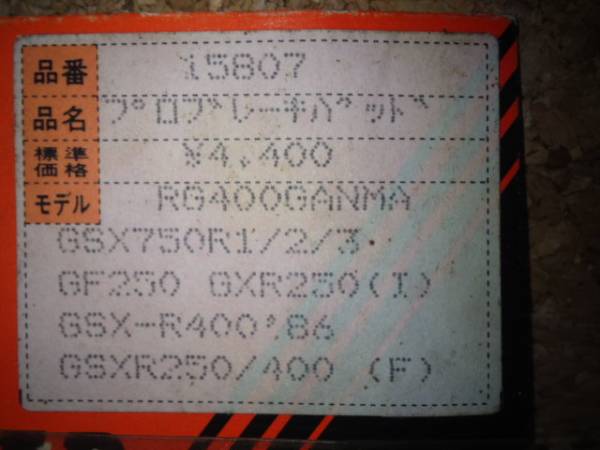 品番 15807
品名 プロブレーキパッド
標準価格 ¥4,400
モデル RG400GANMA
GSX750R1/2/3
GF250 GXR250(I)
GSX-R400'86
GSXR250/400 (F)